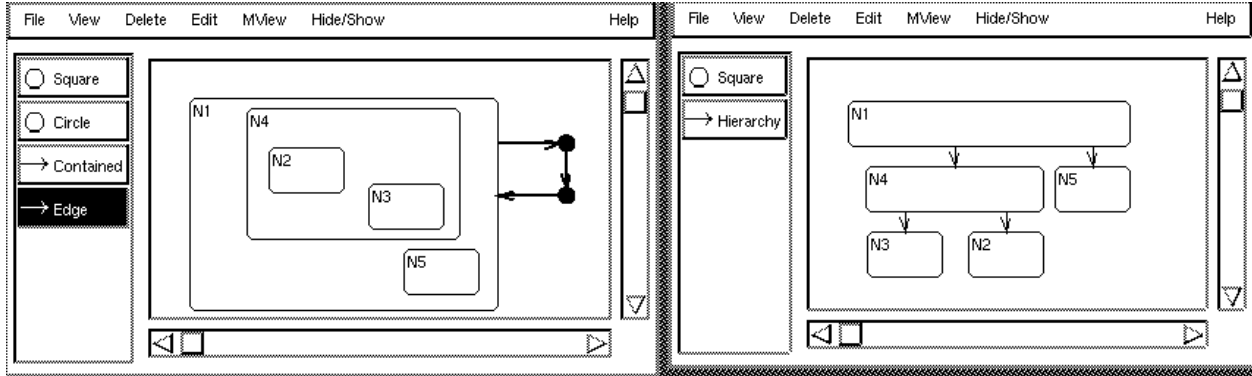 File View Delete Edit MView Hide/Show Help
Square
Circle
Contained
Edge
N1
N4
N2
N3
N5
File View Delete Edit MView Hide/Show Help
Square
Hierarchy
N1
N4
N5
N3
N2